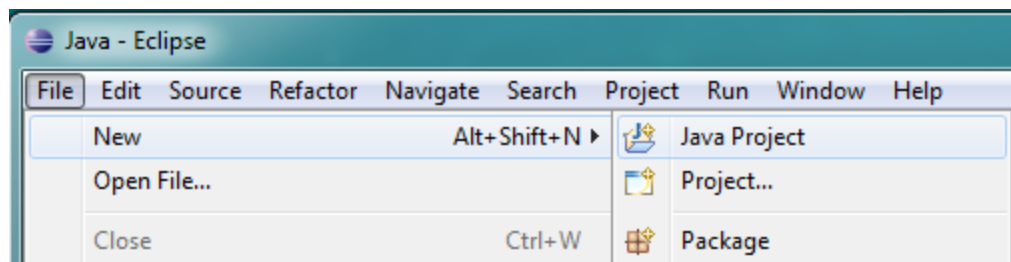 Java - Eclipse
File Edit Source Refactor Navigate Search Project Run Window Help
New Alt+Shift+N Java Project
Open File... Project...
Close Ctrl+W Package